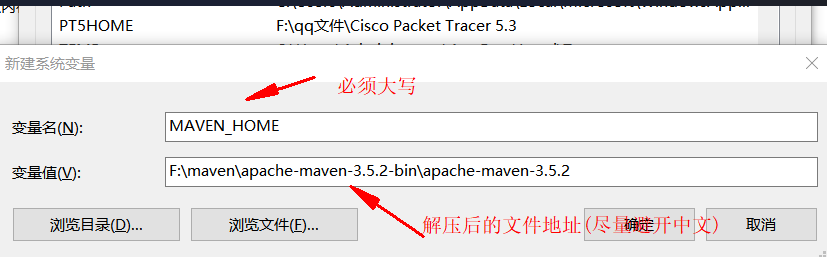 PT5HOME F:\qq文件\Cisco Packet Tracer 5.3
新建系统变量
必须大写
变量名(N): MAVEN_HOME
变量值(V): F:\maven\apache-maven-3.5.2-bin\apache-maven-3.5.2
浏览目录(D)... 浏览文件(F)... 确定 取消
解压后的文件地址(尽量避开中文)